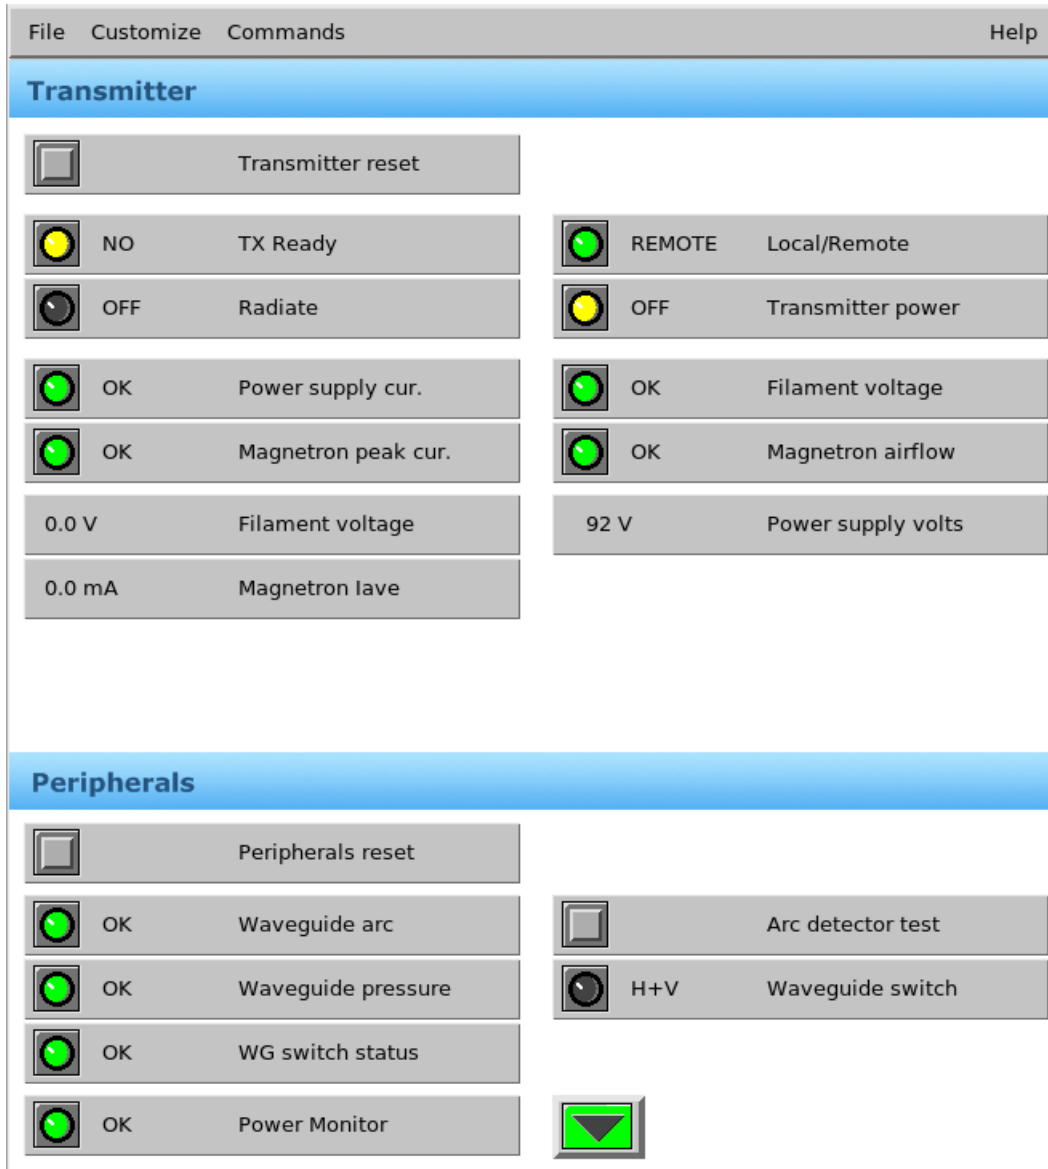 File Customize Commands Help
Transmitter
Transmitter reset
NO TX Ready REMOTE Local/Remote
OFF Radiate OFF Transmitter power
OK Power supply cur. OK Filament voltage
OK Magnetron peak cur. OK Magnetron airflow
0.0 V Filament voltage 92 V Power supply volts
0.0 mA Magnetron Iave
Peripherals
Peripherals reset
OK Waveguide arc Arc detector test
OK Waveguide pressure H+V Waveguide switch
OK WG switch status
OK Power Monitor